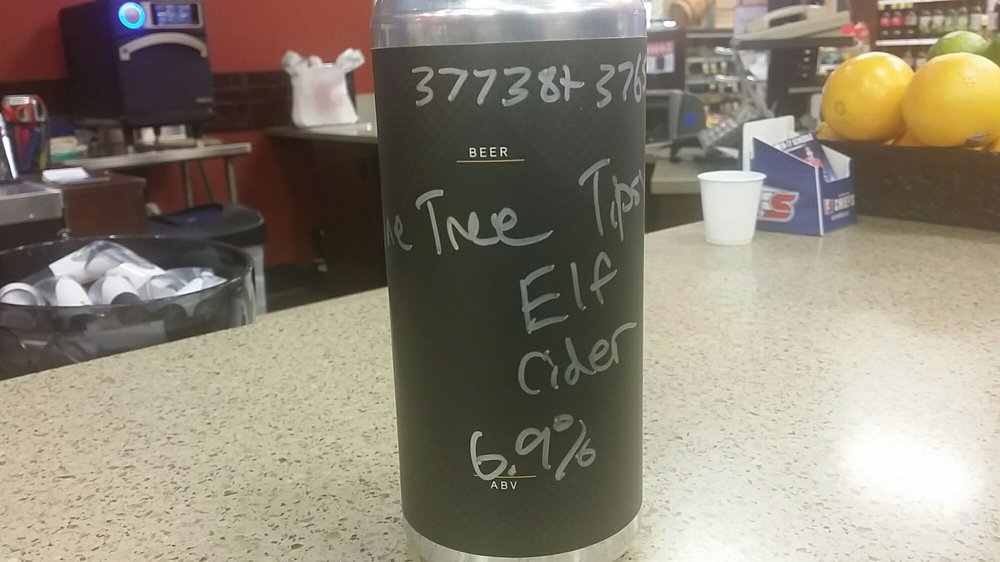 37738+ 376
BEER
Tree
Elf
Cider
6.9%
ABV